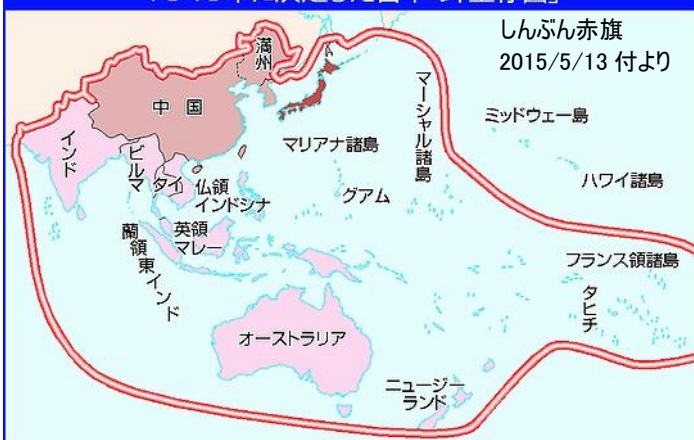 しんぶん赤旗
2015/5/13 付より
満州
中国
マーシャル諸島
ミッドウェー島
インド
ビルマ
タイ
マリアナ諸島
ハワイ諸島
仏領
インドシナ
グアム
英領
マレー
蘭領東インド
フランス領諸島
タヒチ
オーストラリア
ニュージー
ランド